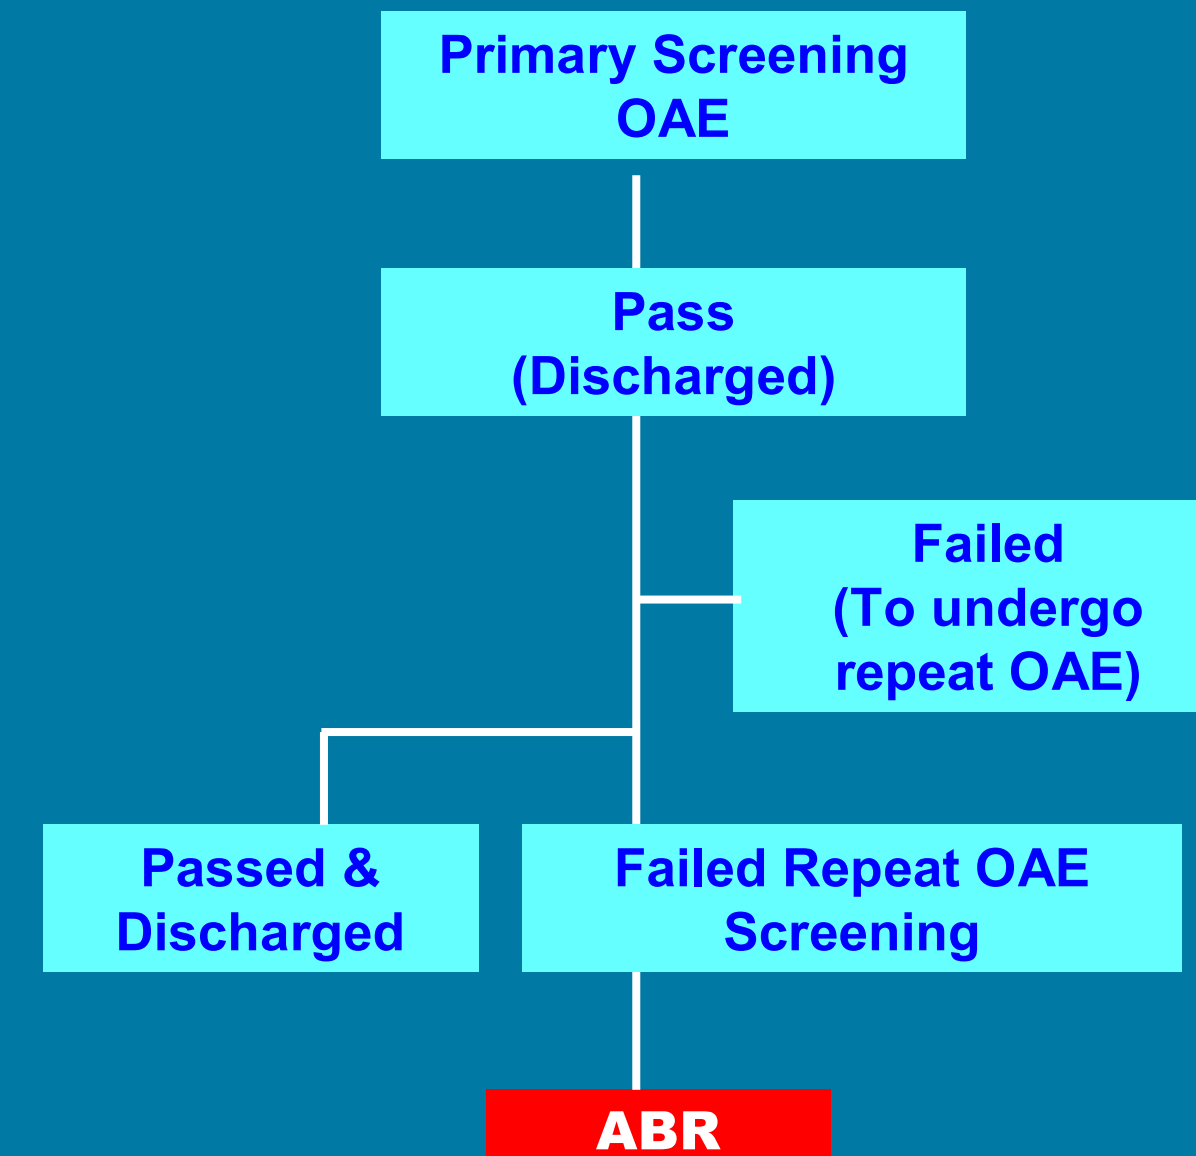 Primary Screening
OAE
Pass
(Discharged)
Failed
(To undergo
repeat OAE)
Passed &
Discharged
Failed Repeat OAE
Screening
ABR